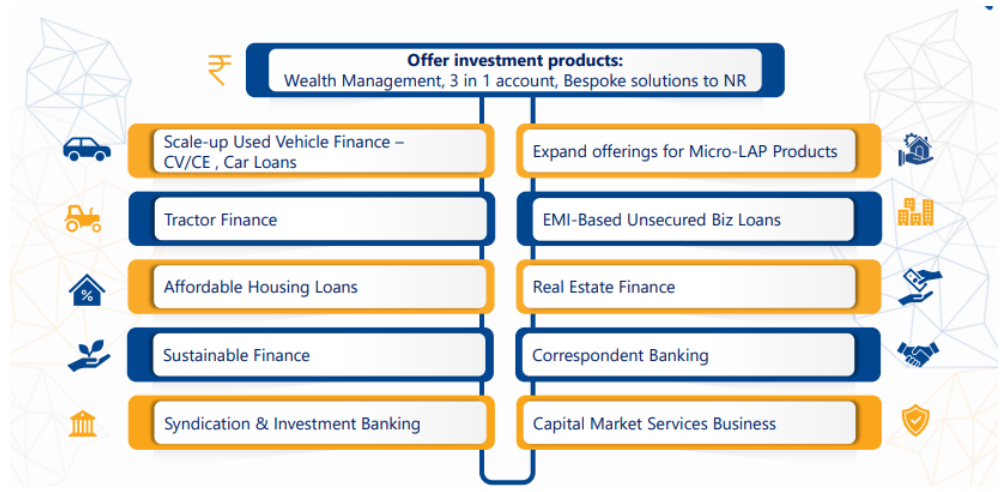 Offer investment products:
Wealth Management, 3 in 1 account, Bespoke solutions to NR
Scale-up Used Vehicle Finance –
CV/CE , Car Loans
Expand offerings for Micro-LAP Products
Tractor Finance
EMI-Based Unsecured Biz Loans
Affordable Housing Loans
Real Estate Finance
Sustainable Finance
Correspondent Banking
Syndication & Investment Banking
Capital Market Services Business